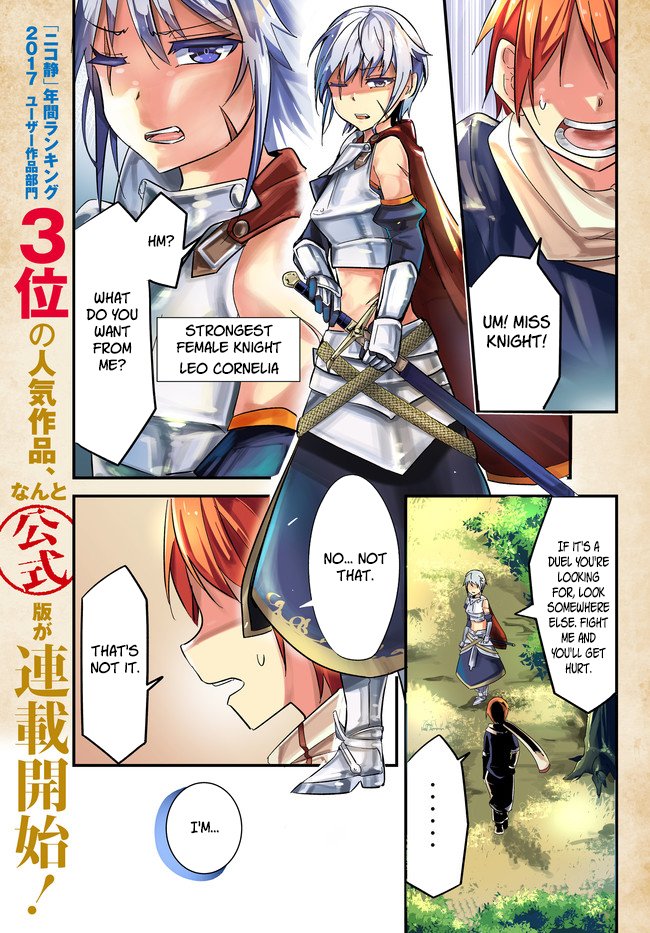 「ニコ静」年間ランキング
2017 ユーザー作品部門
3位の人気作品、
なんと
公式
版が
連載開始！
UM! MISS
KNIGHT!
HM?
WHAT
DO YOU
WANT
FROM
ME?
STRONGEST
FEMALE KNIGHT
LEO CORNELIA
IF IT'S A
DUEL YOU'RE
LOOKING
FOR, LOOK
SOMEWHERE
ELSE. FIGHT
ME AND
YOU'LL GET
HURT.
......
NO... NOT
THAT.
THAT'S
NOT IT.
I'M...